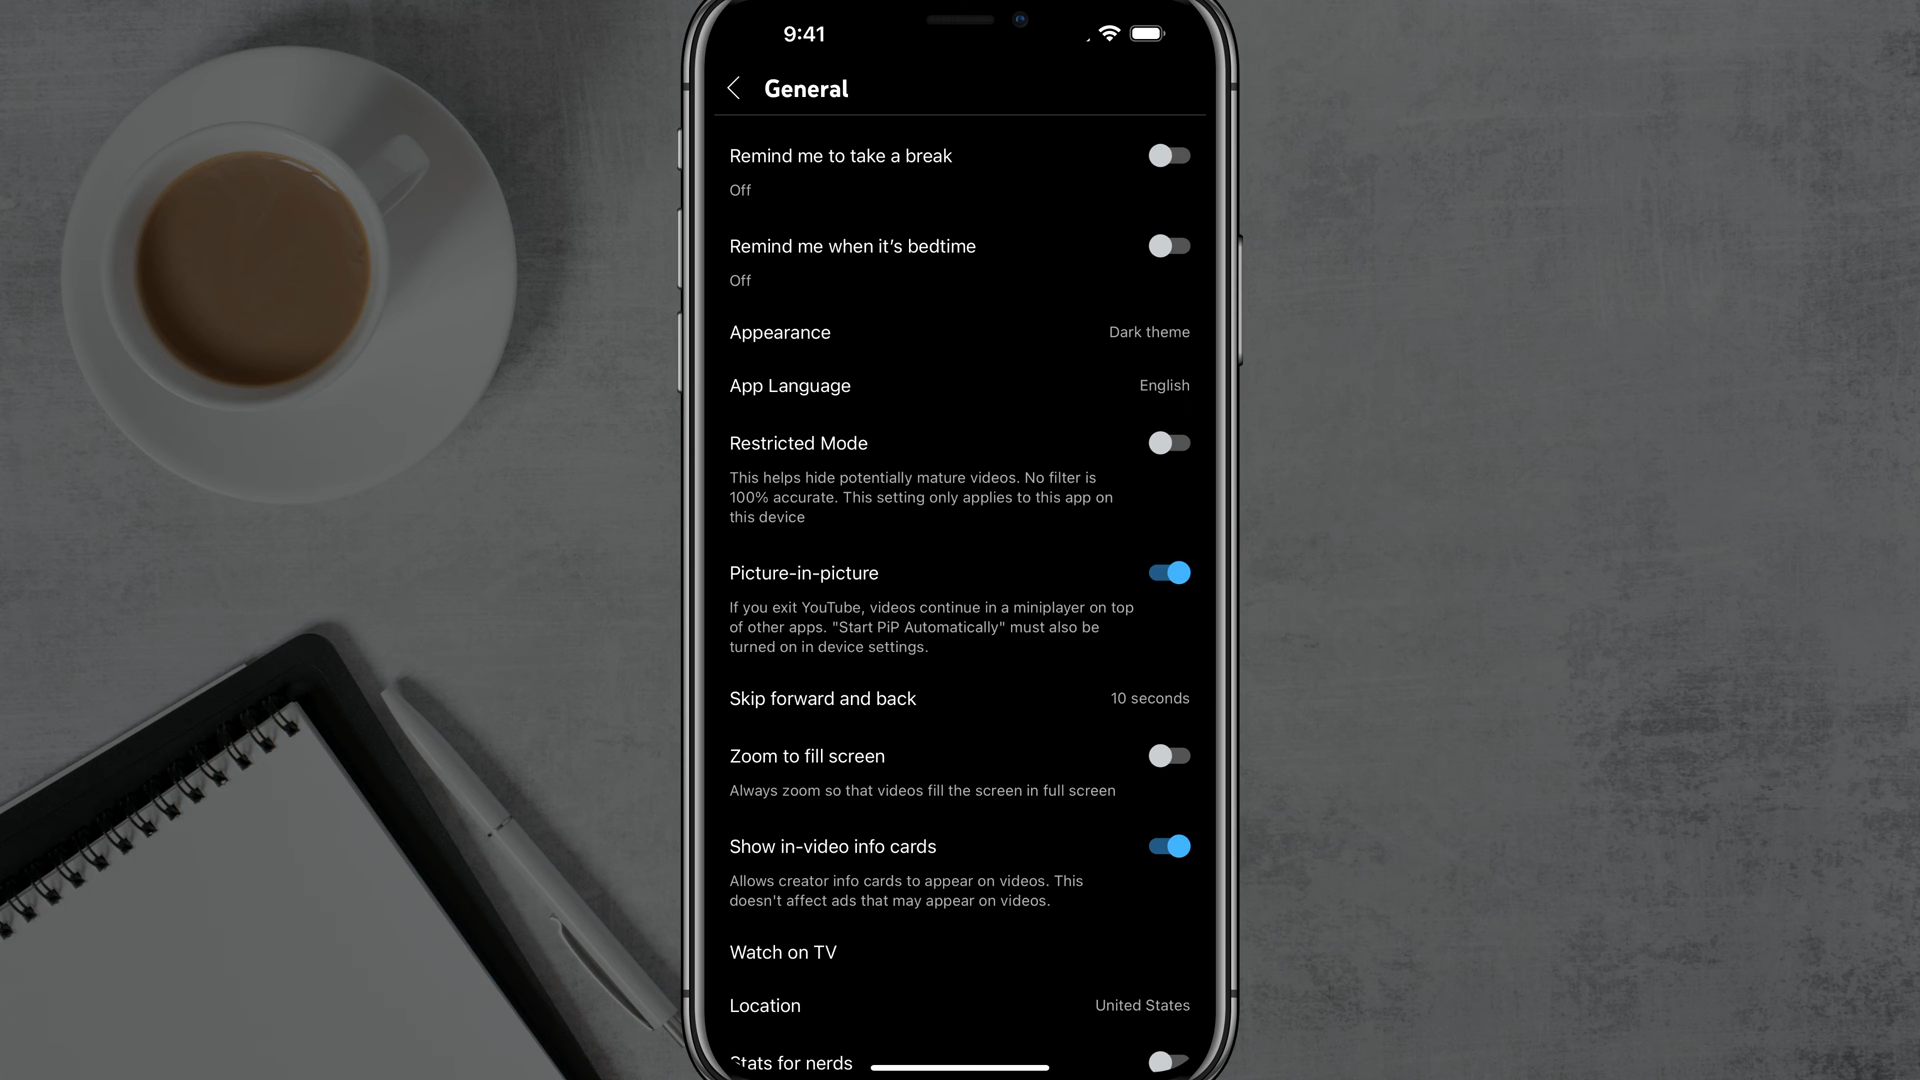 9:41
General
Remind me to take a break
Off
Remind me when it’s bedtime
Off
Appearance Dark theme
App Language English
Restricted Mode
This helps hide potentially mature videos. No filter is
100% accurate. This setting only applies to this app on
this device
Picture-in-picture
If you exit YouTube, videos continue in a miniplayer on top
of other apps. "Start PiP Automatically" must also be
turned on in device settings.
Skip forward and back 10 seconds
Zoom to fill screen
Always zoom so that videos fill the screen in full screen
Show in-video info cards
Allows creator info cards to appear on videos. This
doesn't affect ads that may appear on videos.
Watch on TV
Location United States
Stats for nerds